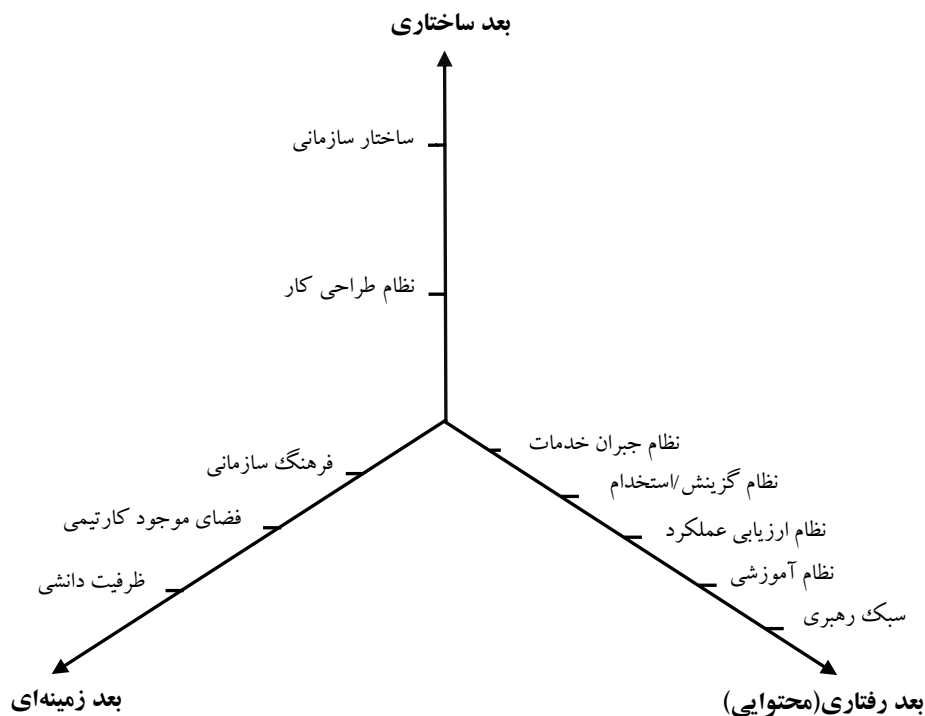 بعد ساختاری
ساختار سازمانی
نظام طراحی کار
نظام جبران خدمات
فرهنگ سازمانی
نظام گزینش/استخدام
فضای موجود کارتیمی
نظام ارزیابی عملکرد
نظام آموزشی
ظرفیت دانشی
سبک رهبری
بعد رفتاری(محتوایی)
بعد زمینه‌ای